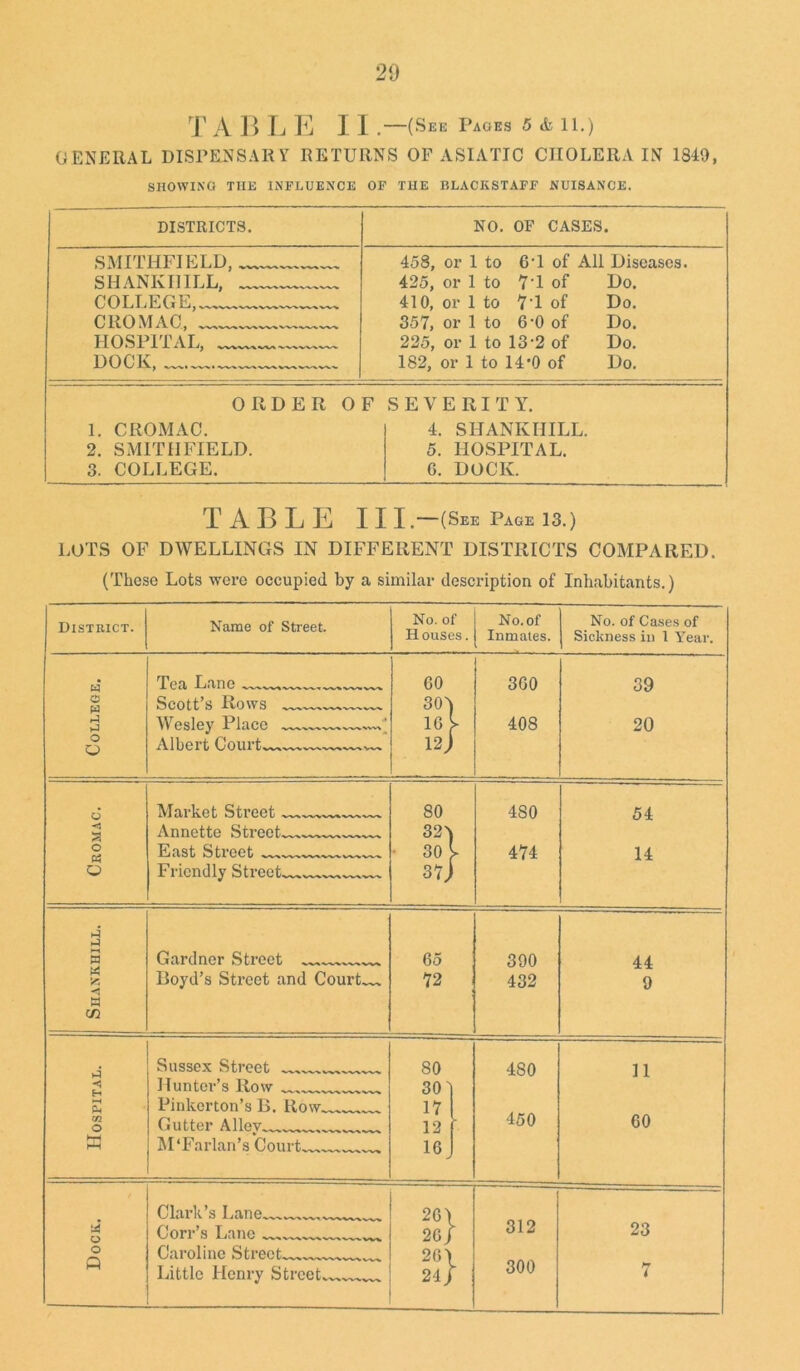 29
TABLE II.—(See Pages 5 & 11.)
GENERAL DISPENSARY RETURNS OF ASIATIC CHOLERA IN 1849,
SHOWING THE INFLUENCE OF THE BLACKSTAFF NUISANCE.
DISTRICTS. NO. OF CASES.
SMITHFIELD, 458, or 1 to 6·1 of All Diseases.
SHANKHILL, 425, or 1 to 7·1 of Do.
COLLEGE, 410, or 1 to 7·1 of Do.
CROMAC, 357, or 1 to 6·0 of Do.
HOSPITAL, 225, or 1 to 13·2 of Do.
DOCK, 182, or 1 to 14·0 of Do.
ORDER OF SEVERITY.
1. CROMAC. 4. SHANKHILL.
2. SMITHFIELD. 5. HOSPITAL.
3. COLLEGE. 6. DOCK.
TABLE III.—(See Page 13.)
LOTS OF DWELLINGS IN DIFFERENT DISTRICTS COMPARED.
(These Lots were occupied by a similar description of Inhabitants.)
District. Name of Street. No. of Houses. No. of Inmates. No. of Cases of Sickness in 1 Year.
College.
Tea Lane 60 360 39
Scott's Rows 30
Wesley Place 16 408 20
Albert Court 12
Cromac.
Market Street 80 480 54
Annette Street 32
East Street 30 474 14
Friendly Street 37
Shankhill.
Gardner Street 65 390 44
Boyd's Street and Court 72 432 9
Hospital.
Sussex Street 80 480 11
Hunter's Row 30
Pinkerton's B. Row 17
Gutter Alley 12 450 60
M'Farlan's Court 16
Dock.
Clark's Lane 26
Corr's Lane 26 312 23
Caroline Street 26
Little Henry Street 24 300 7